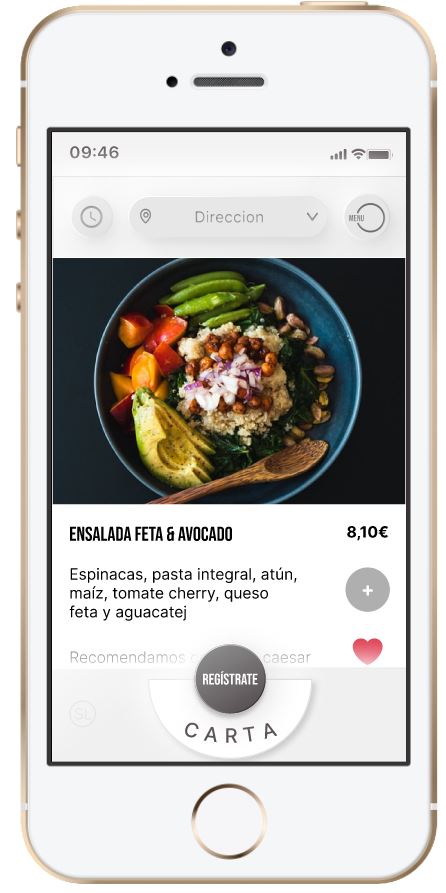 09:46
Direccion
MENU
ENSALADA FETA & AVOCADO
8,10€
Espinacas, pasta integral, atún,
maíz, tomate cherry, queso
feta y aguacatej
+
Recomendamos caesar
REGÍSTRATE
SL
CARTA